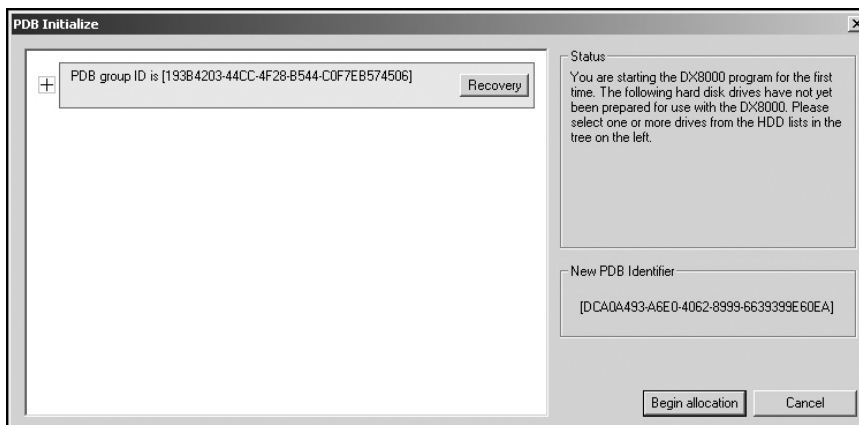 PDB Initialize
PDB group ID is [193B4203-44CC-4F28-B544-C0F7EB574506]
Recovery
Status
You are starting the DX8000 program for the first
time. The following hard disk drives have not yet
been prepared for use with the DX8000. Please
select one or more drives from the HDD lists in the
tree on the left.
New PDB Identifier
[DCA0A493-A6E0-4062-8999-6639399E60EA]
Begin allocation
Cancel